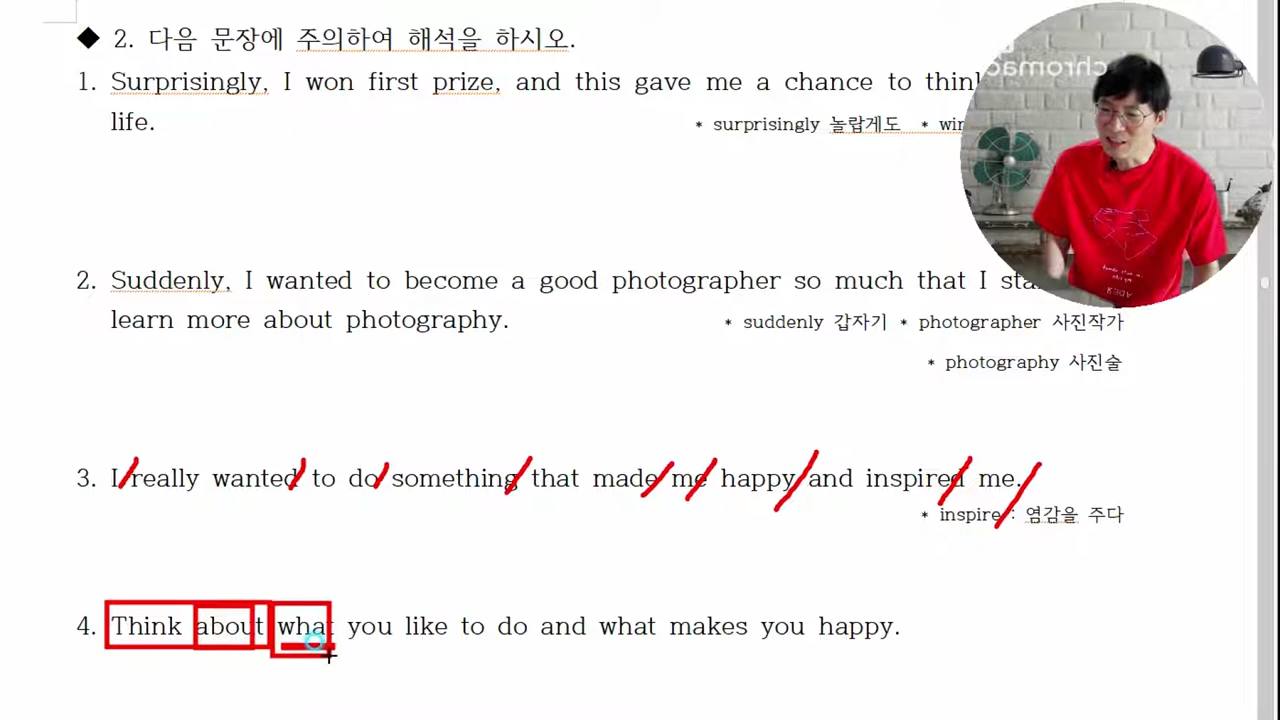 ◆ 2. 다음 문장에 주의하여 해석을 하시오.
1. Surprisingly, I won first prize, and this gave me a chance to think
life.
* surprisingly 놀랍게도 *
2. Suddenly, I wanted to become a good photographer so much that I
learn more about photography.
* suddenly 갑자기 * photographer 사진작가
* photography 사진술
3. I really wanted to do something that made me happy and inspired me.
* inspire : 염감을 주다
4. Think about what you like to do and what makes you happy.